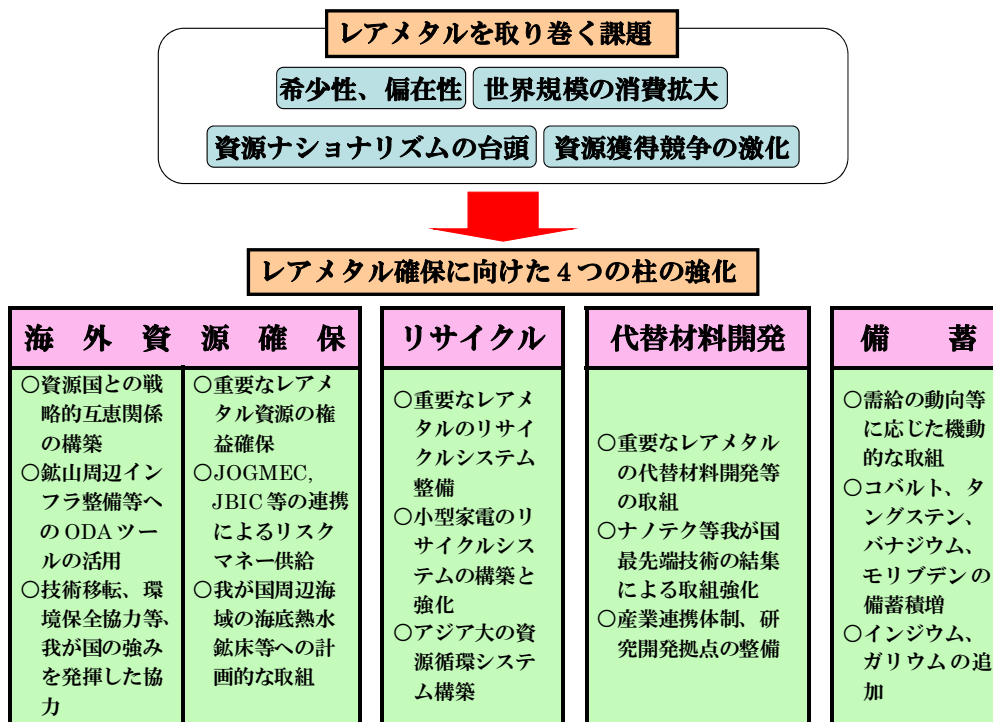 レアメタルを取り巻く課題
希少性、偏在性
世界規模の消費拡大
資源ナショナリズムの台頭
資源獲得競争の激化
レアメタル確保に向けた4つの柱の強化
海外資源確保
○資源国との戦
略的互恵関係
の構築
○鉱山周辺イン
フラ整備等へ
のODAツー
ルの活用
○技術移転、環
境保全協力等、
我が国の強み
を発揮した協
力
○重要なレアメ
タル資源の権
益確保
○JOGMEC,
JBIC等の連携
によるリスク
マネー供給
○我が国周辺海
域の海底熱水
鉱床等への計
画的な取組
リサイクル
○重要なレアメ
タルのリサイ
クルシステム
整備
○小型家電のリ
サイクルシス
テムの構築と
強化
○アジア大の資
源循環システ
ム構築
代替材料開発
○重要なレアメタル
の代替材料開発等
の取組
○ナノテク等我が国
最先端技術の結集
による取組強化
○産業連携体制、研
究開発拠点の整備
備蓄
○需給の動向等
に応じた機動
的な取組
○コバルト、タ
ングステン、
バナジウム、
モリブデンの
備蓄積増
○インジウム、
ガリウムの追
加